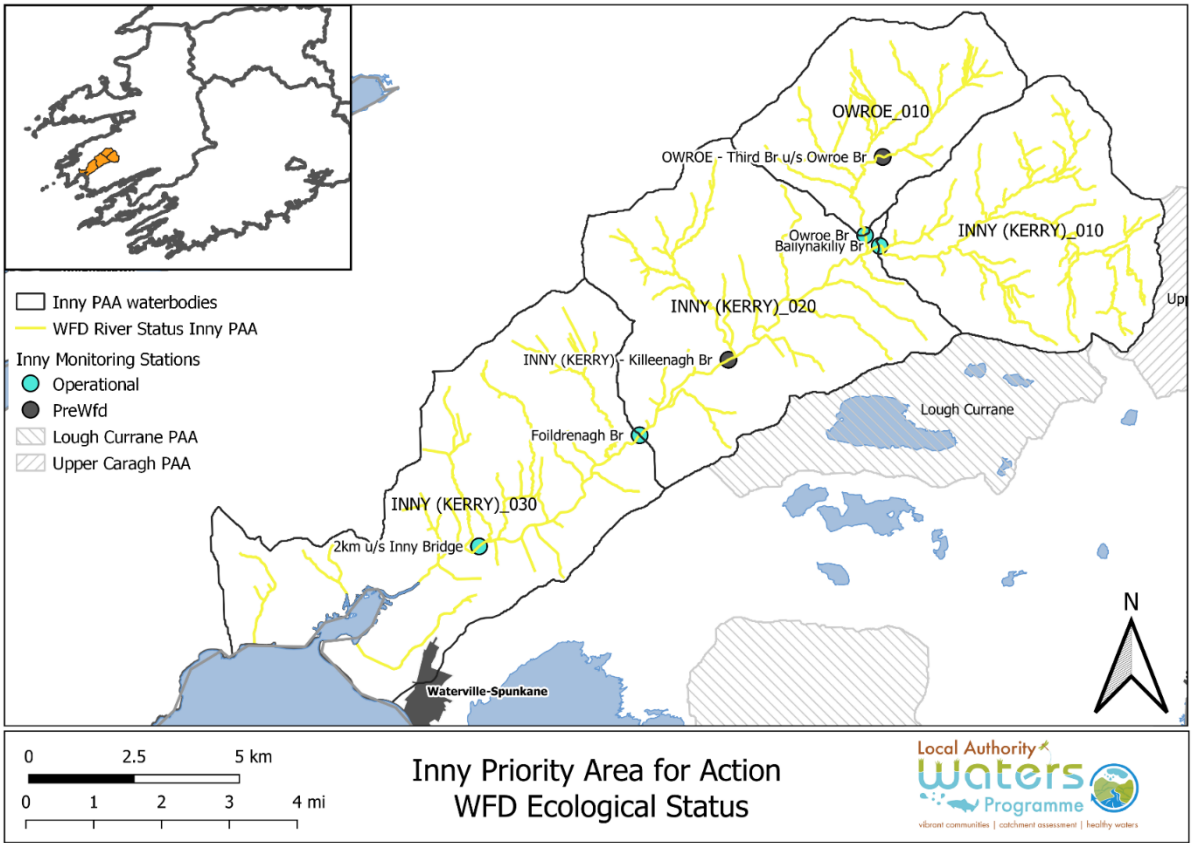 OWROE_010
OWROE - Third Br u/s Owroe Br
Owroe Br
Ballynakilly Br
INNY (KERRY)_010
Upp
INNY (KERRY)_020
Inny PAA waterbodies
WFD River Status Inny PAA
Inny Monitoring Stations
Operational
PreWfd
Lough Currane PAA
Upper Caragh PAA
INNY (KERRY) - Killeenagh Br
Lough Currane
Foildrenagh Br
INNY (KERRY)_030
2km u/s Inny Bridge
Waterville-Spunkane
N
0 2.5 5 km
0 1 2 3 4 mi
Inny Priority Area for Action
WFD Ecological Status
Local Authority
waters
Programme
vibrant communities | catchment assessment | healthy waters